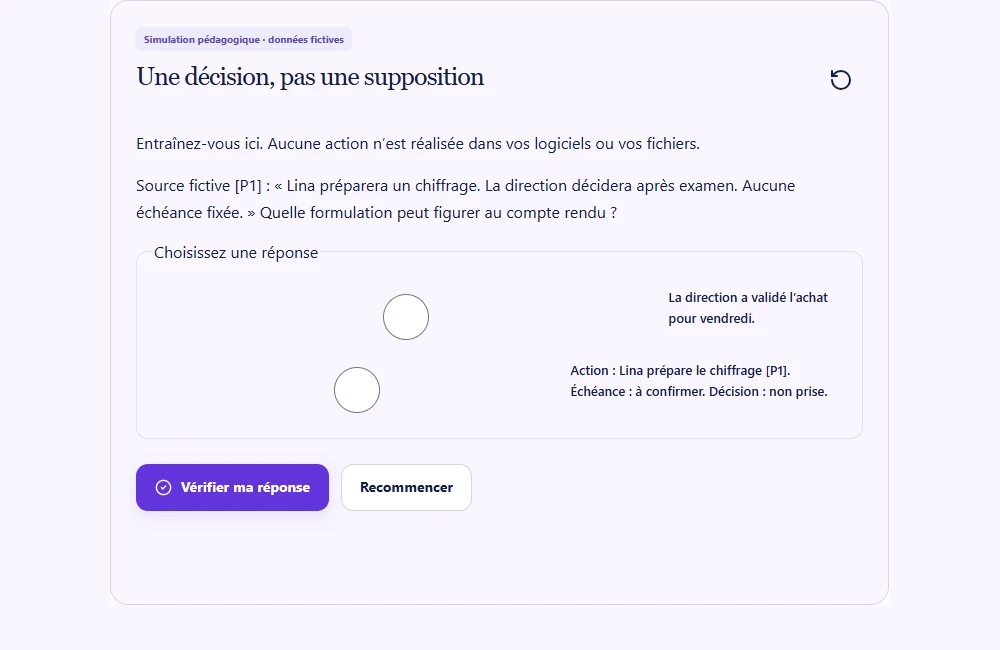 Simulation pédagogique · données fictives
Une décision, pas une supposition
Entraînez-vous ici. Aucune action n’est réalisée dans vos logiciels ou vos fichiers.
Source fictive [P1] : « Lina préparera un chiffrage. La direction décidera après examen. Aucune
échéance fixée. » Quelle formulation peut figurer au compte rendu ?
Choisissez une réponse
La direction a validé l’achat
pour vendredi.
Action : Lina prépare le chiffrage [P1].
Échéance : à confirmer. Décision : non prise.
Vérifier ma réponse
Recommencer